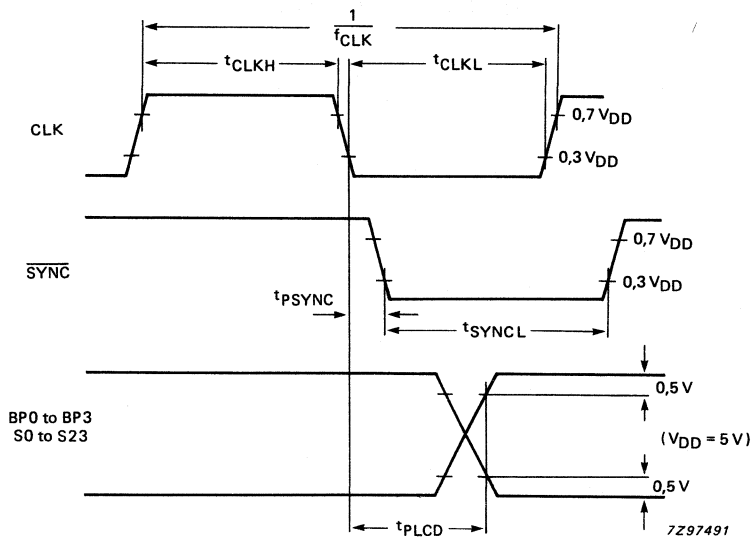 1
fCLK
tCLKH
tCLKL
CLK
0,7 VDD
0,3 VDD
SYNC
0,7 VDD
0,3 VDD
tPSYNC
tSYNCL
BP0 to BP3
S0 to S23
0,5 V
(VDD = 5 V)
0,5 V
tPLCD
7Z97491